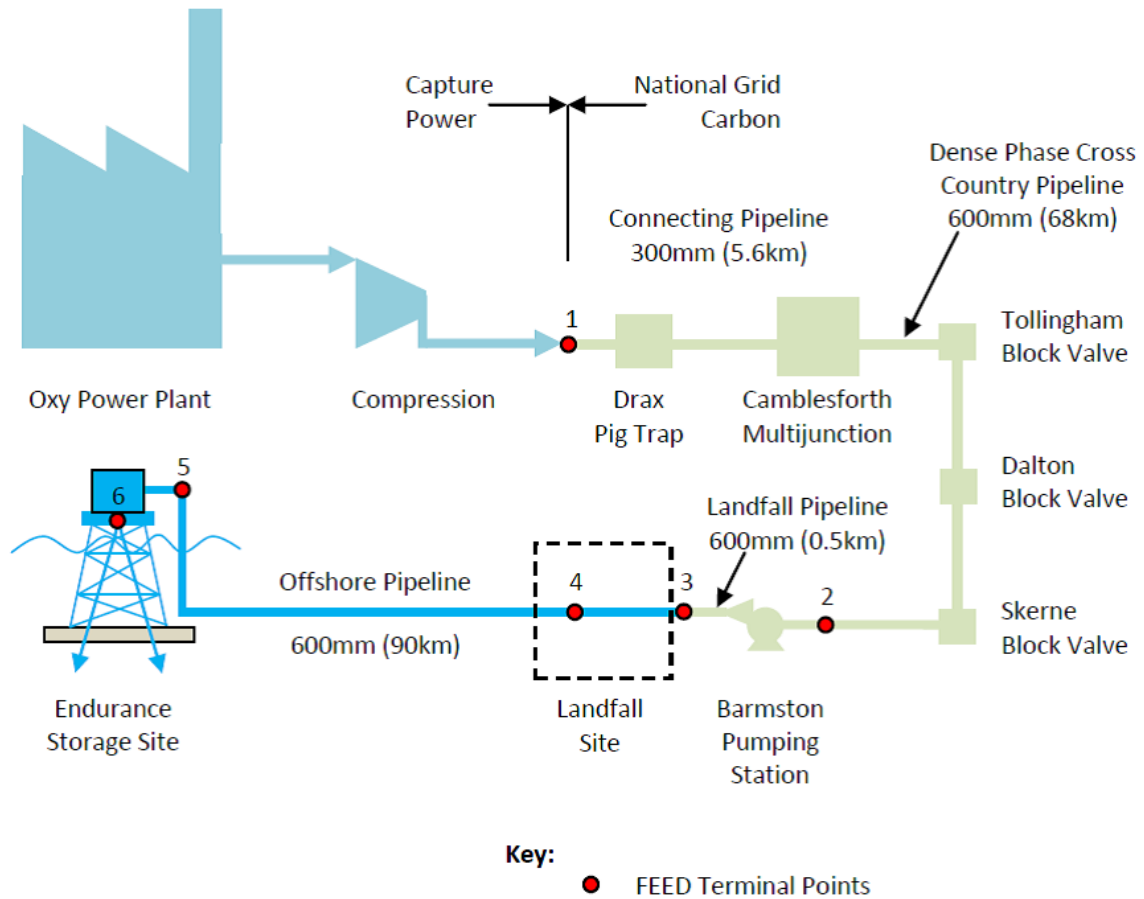 Capture
Power
National Grid
Carbon
Dense Phase Cross
Country Pipeline
600mm (68km)
Connecting Pipeline
300mm (5.6km)
1
Tollingham
Block Valve
Oxy Power Plant
Compression
Drax
Pig Trap
Camblesforth
Multijunction
5
6
Dalton
Block Valve
Landfall Pipeline
600mm (0.5km)
Offshore Pipeline
600mm (90km)
4
3
2
Skerne
Block Valve
Endurance
Storage Site
Landfall
Site
Barmston
Pumping
Station
Key:
FEED Terminal Points